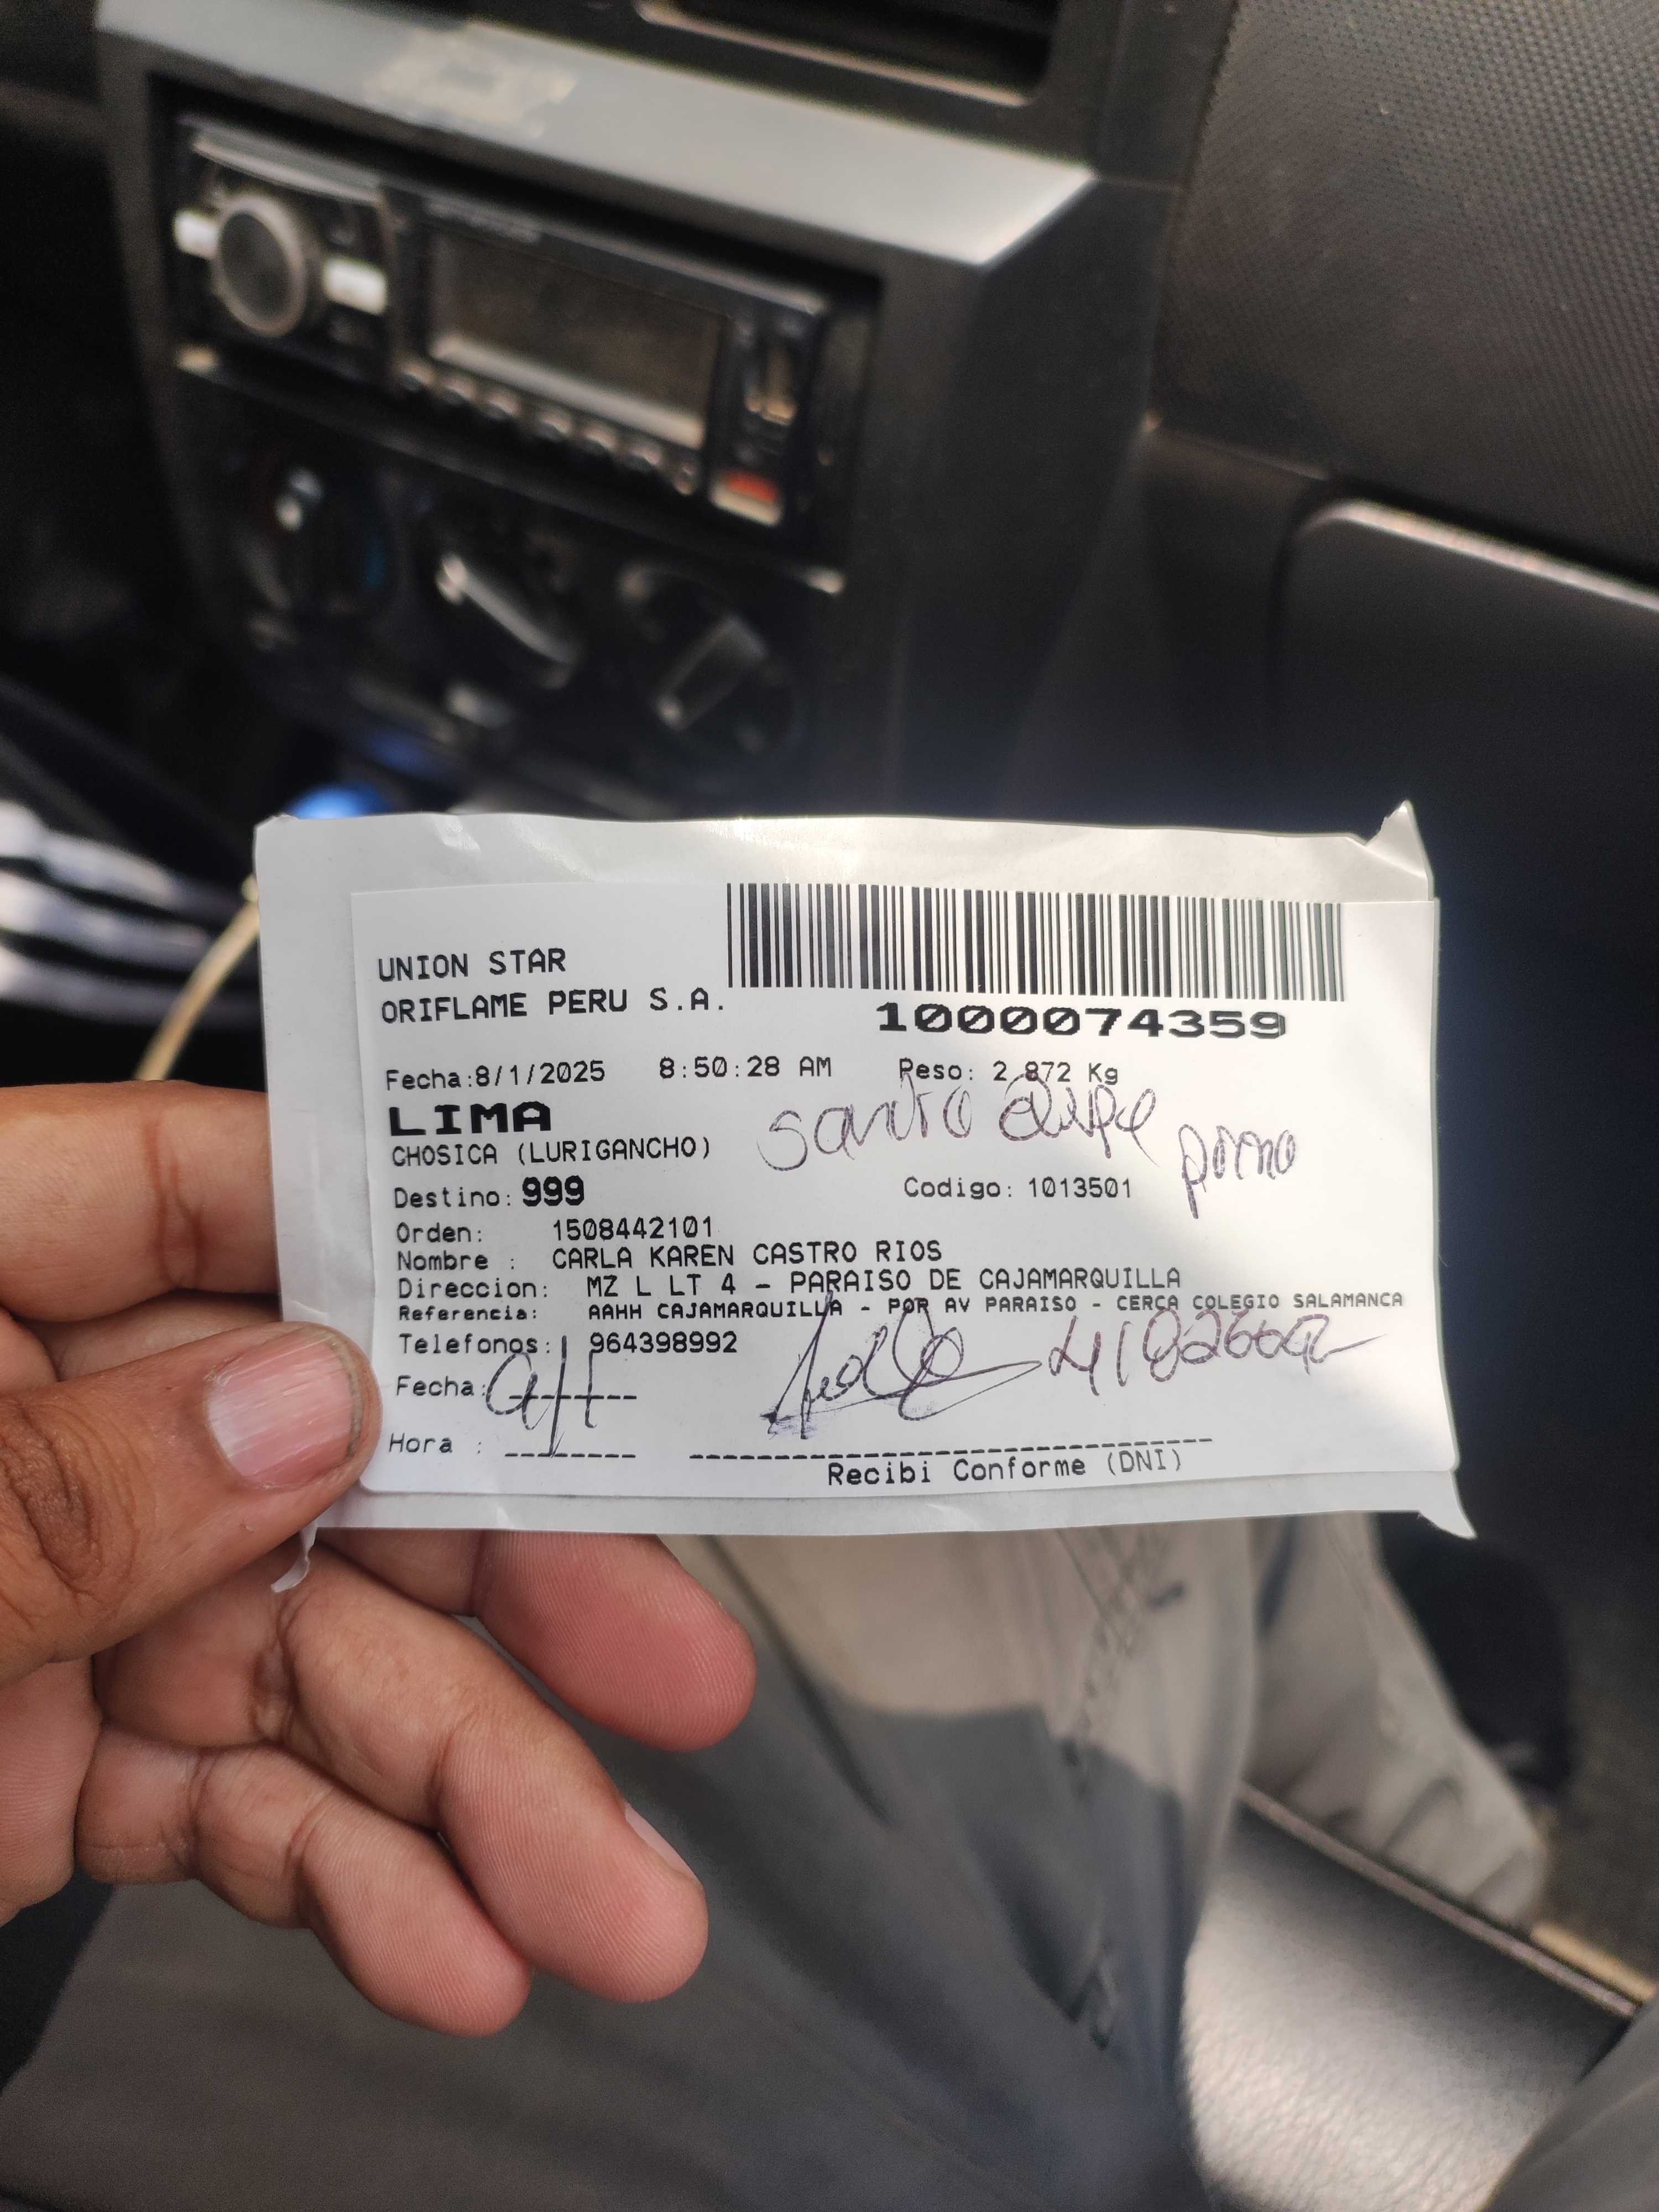 UNION STAR
ORIFLAME PERU S.A.
1000074359
Fecha:8/1/2025 8:50:28 AM Peso: 2.872 Kg
LIMA
santo
CHOSICA (LURIGANCHO)
Destino: 999 Codigo: 1013501
Orden: 1508442101
Nombre : CARLA KAREN CASTRO RIOS
Direccion: MZ L LT 4 - PARAISO DE CAJAMARQUILLA
Referencia: AAHH CAJAMARQUILLA - POR AV PARAISO - CERCA COLEGIO SALAMANCA
Telefonos: 964398992
Fecha:
Hora :
Recibi Conforme (DNI)